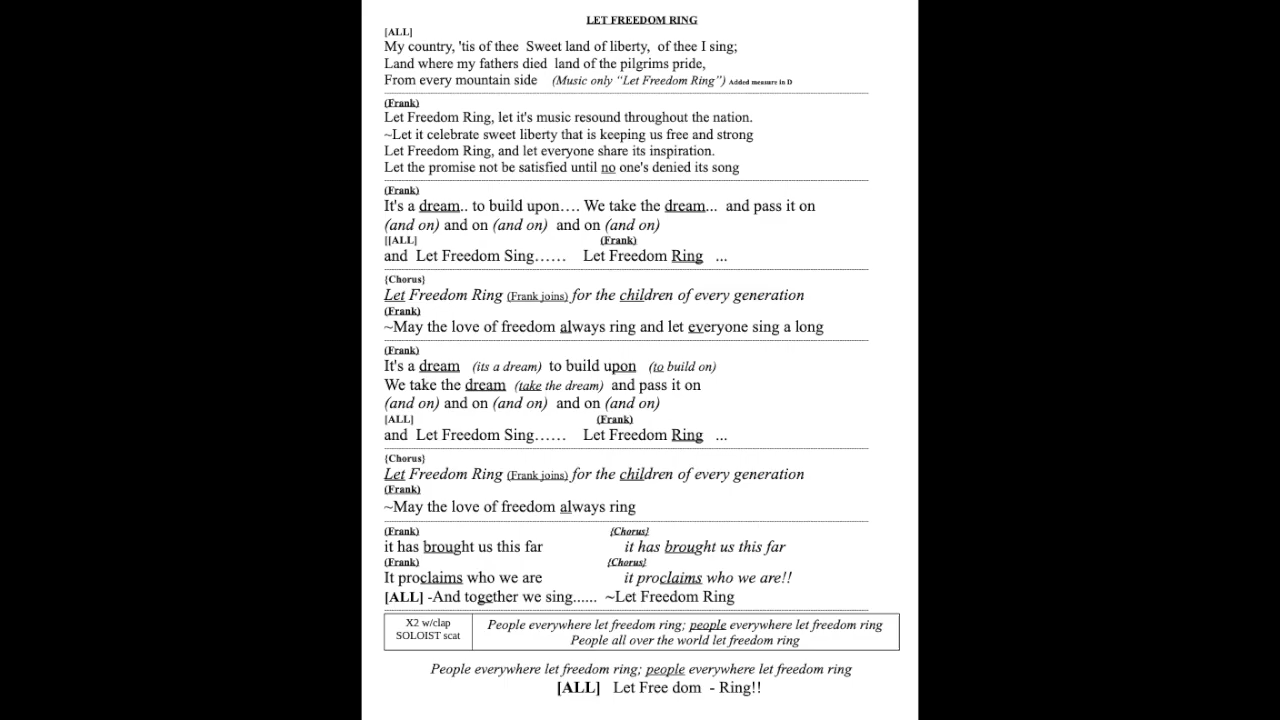 LET FREEDOM RING
[ALL]
My country, 'tis of thee Sweet land of liberty, of thee I sing;
Land where my fathers died land of the pilgrims pride,
From every mountain side (Music only “Let Freedom Ring”) Added measure in D
(Frank)
Let Freedom Ring, let it's music resound throughout the nation.
~Let it celebrate sweet liberty that is keeping us free and strong
Let Freedom Ring, and let everyone share its inspiration.
Let the promise not be satisfied until no one's denied its song
(Frank)
It's a dream.. to build upon…. We take the dream... and pass it on
(and on) and on (and on) and on (and on)
[[ALL] (Frank)
and Let Freedom Sing…… Let Freedom Ring ...
{Chorus}
Let Freedom Ring (Frank joins) for the children of every generation
(Frank)
~May the love of freedom always ring and let everyone sing a long
(Frank)
It's a dream (its a dream) to build upon (to build on)
We take the dream (take the dream) and pass it on
(and on) and on (and on) and on (and on)
[ALL] (Frank)
and Let Freedom Sing…… Let Freedom Ring ...
{Chorus}
Let Freedom Ring (Frank joins) for the children of every generation
(Frank)
~May the love of freedom always ring
(Frank) {Chorus}
it has brought us this far it has brought us this far
(Frank) {Chorus}
It proclaims who we are it proclaims who we are!!
[ALL] -And together we sing...... ~Let Freedom Ring
X2 w/clap
SOLOIST scat
People everywhere let freedom ring; people everywhere let freedom ring
People all over the world let freedom ring
People everywhere let freedom ring; people everywhere let freedom ring
[ALL] Let Free dom - Ring!!